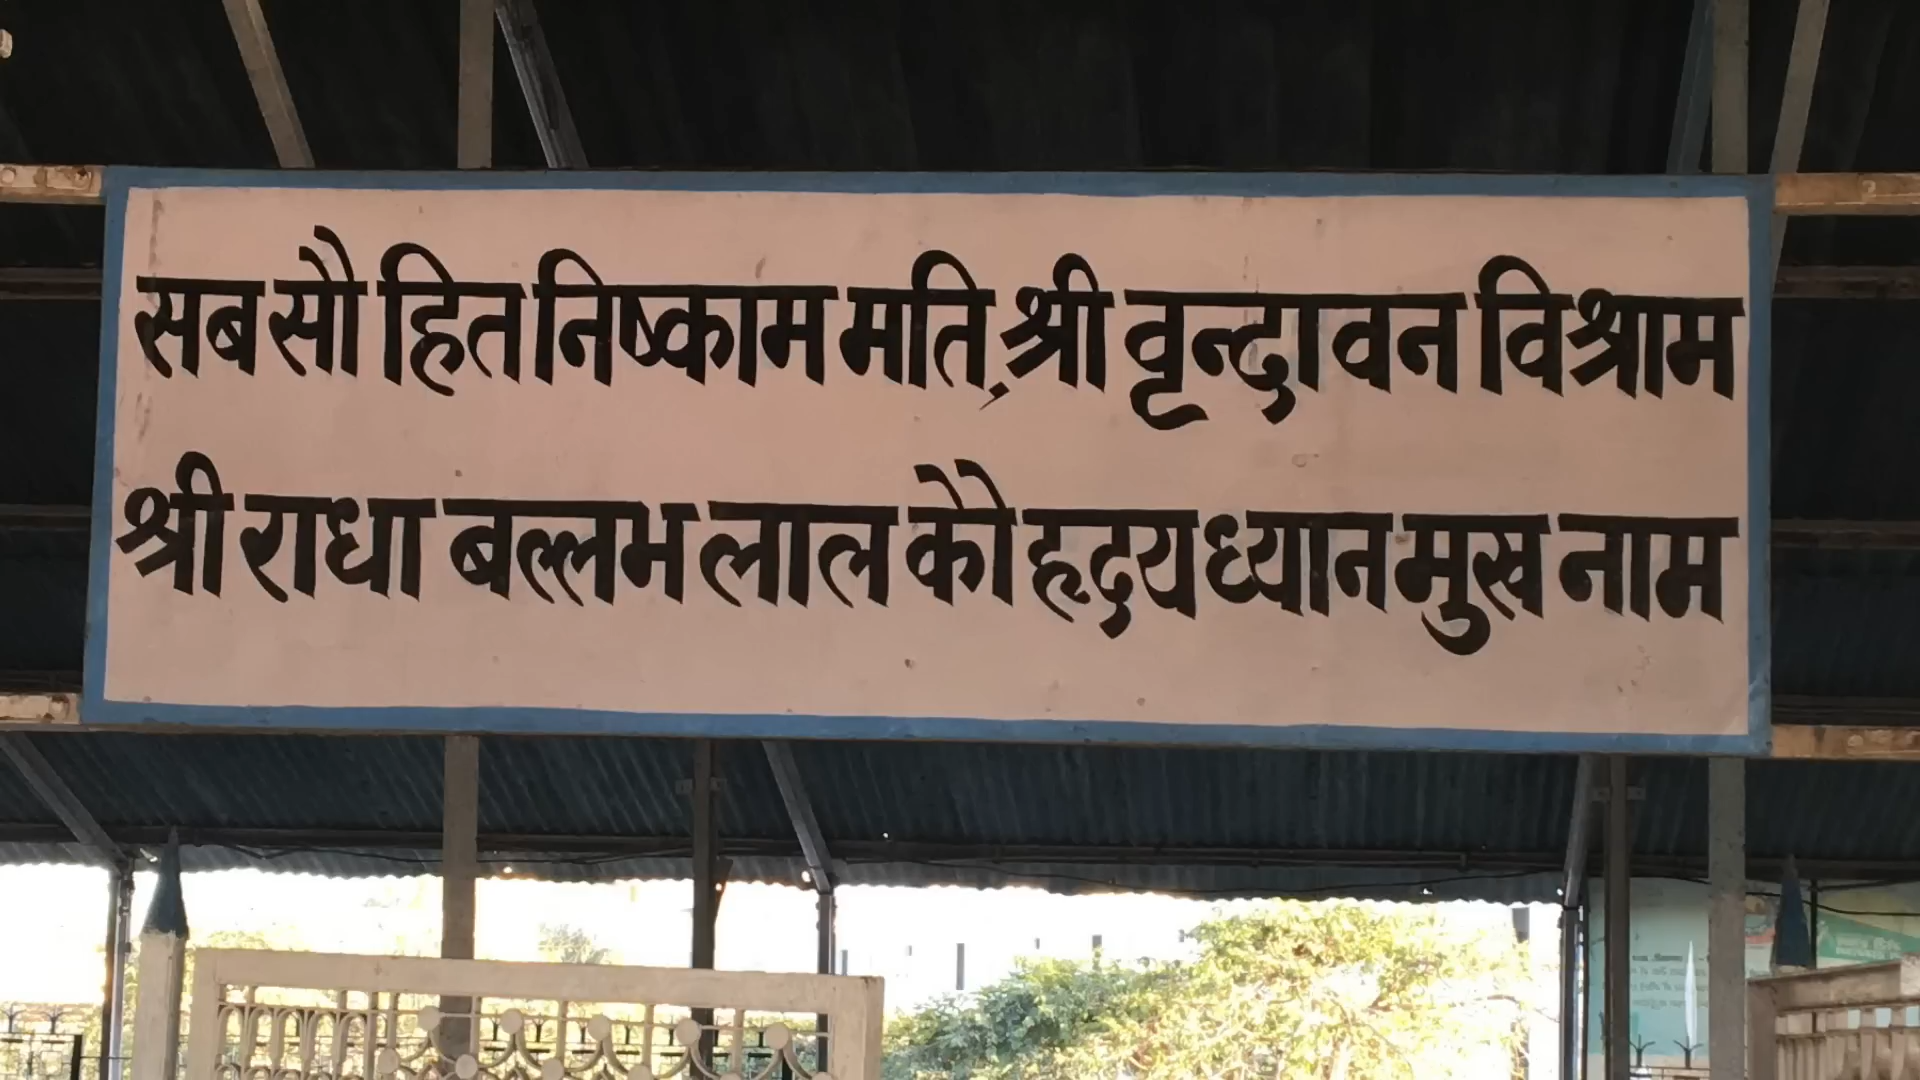 सब सौ हित निष्काम मति, श्री वृन्दावन विश्राम
श्री राधा बल्लभ लाल कौ हृदय ध्यान मुख नाम